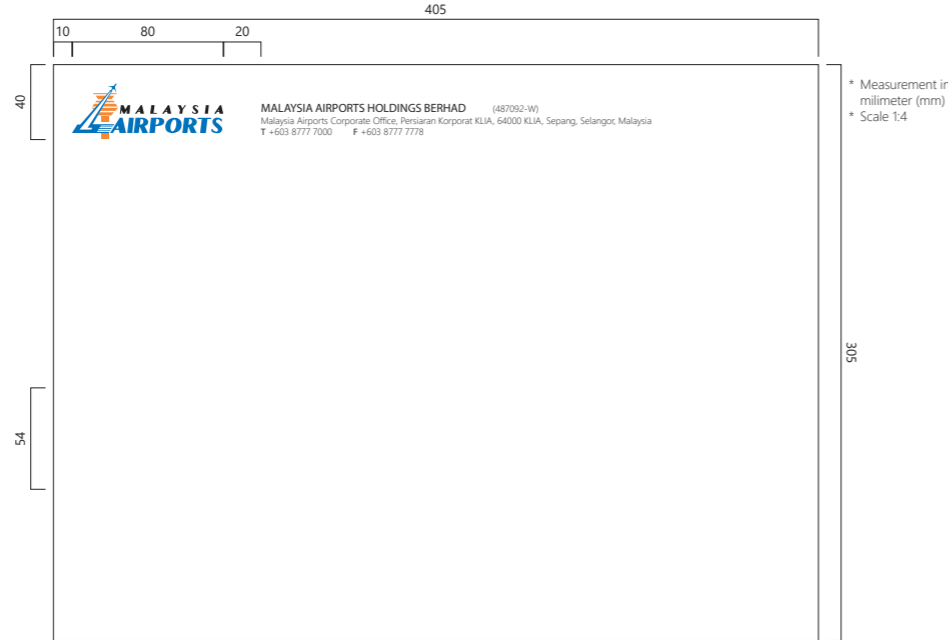 405
10 80 20
40
MALAYSIA
AIRPORTS
MALAYSIA AIRPORTS HOLDINGS BERHAD (487092-W)
Malaysia Airports Corporate Office, Persiaran Korporat KLIA, 64000 KLIA, Sepang, Selangor, Malaysia
T +603 8777 7000 F +603 8777 7778
* Measurement in
milimeter (mm)
* Scale 1:4
305
54